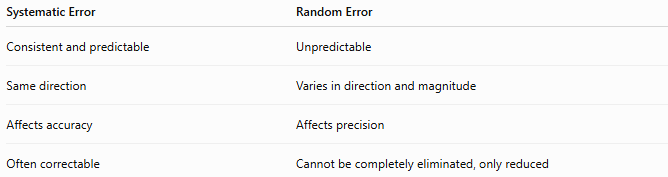 Systematic Error Random Error
Consistent and predictable Unpredictable
Same direction Varies in direction and magnitude
Affects accuracy Affects precision
Often correctable Cannot be completely eliminated, only reduced